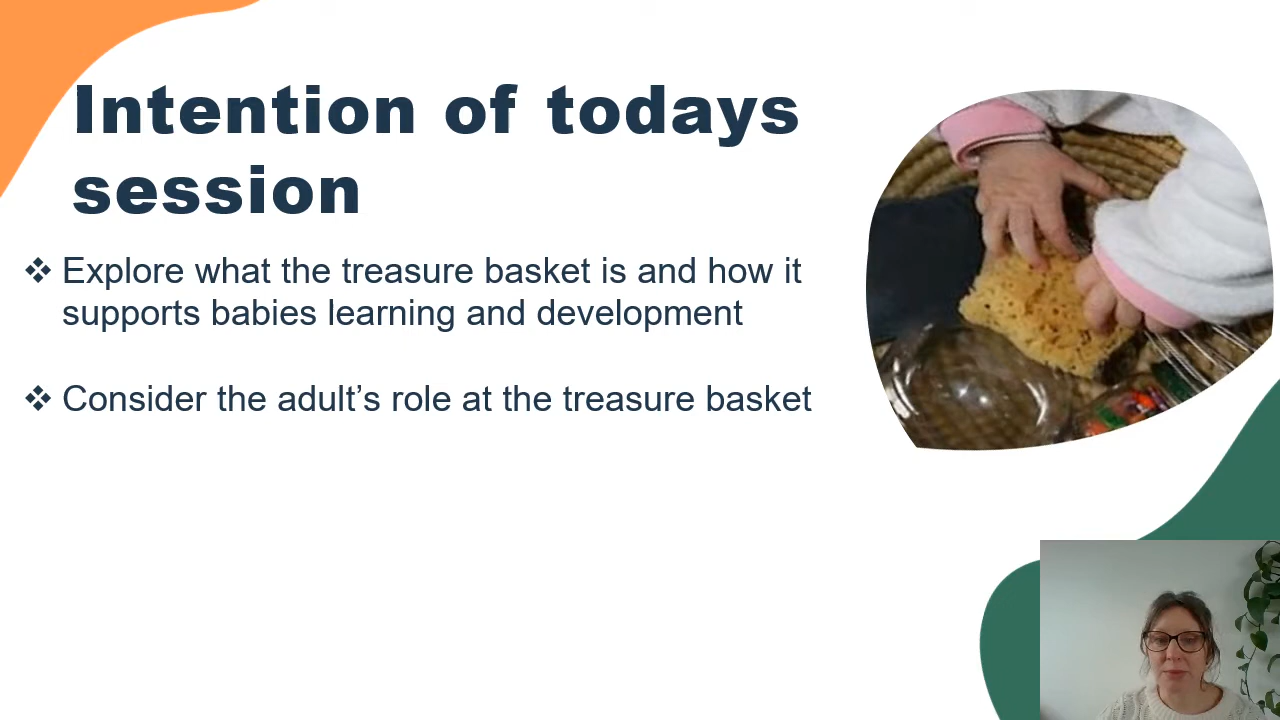 Intention of todays
session
❖ Explore what the treasure basket is and how it
supports babies learning and development
❖ Consider the adult’s role at the treasure basket